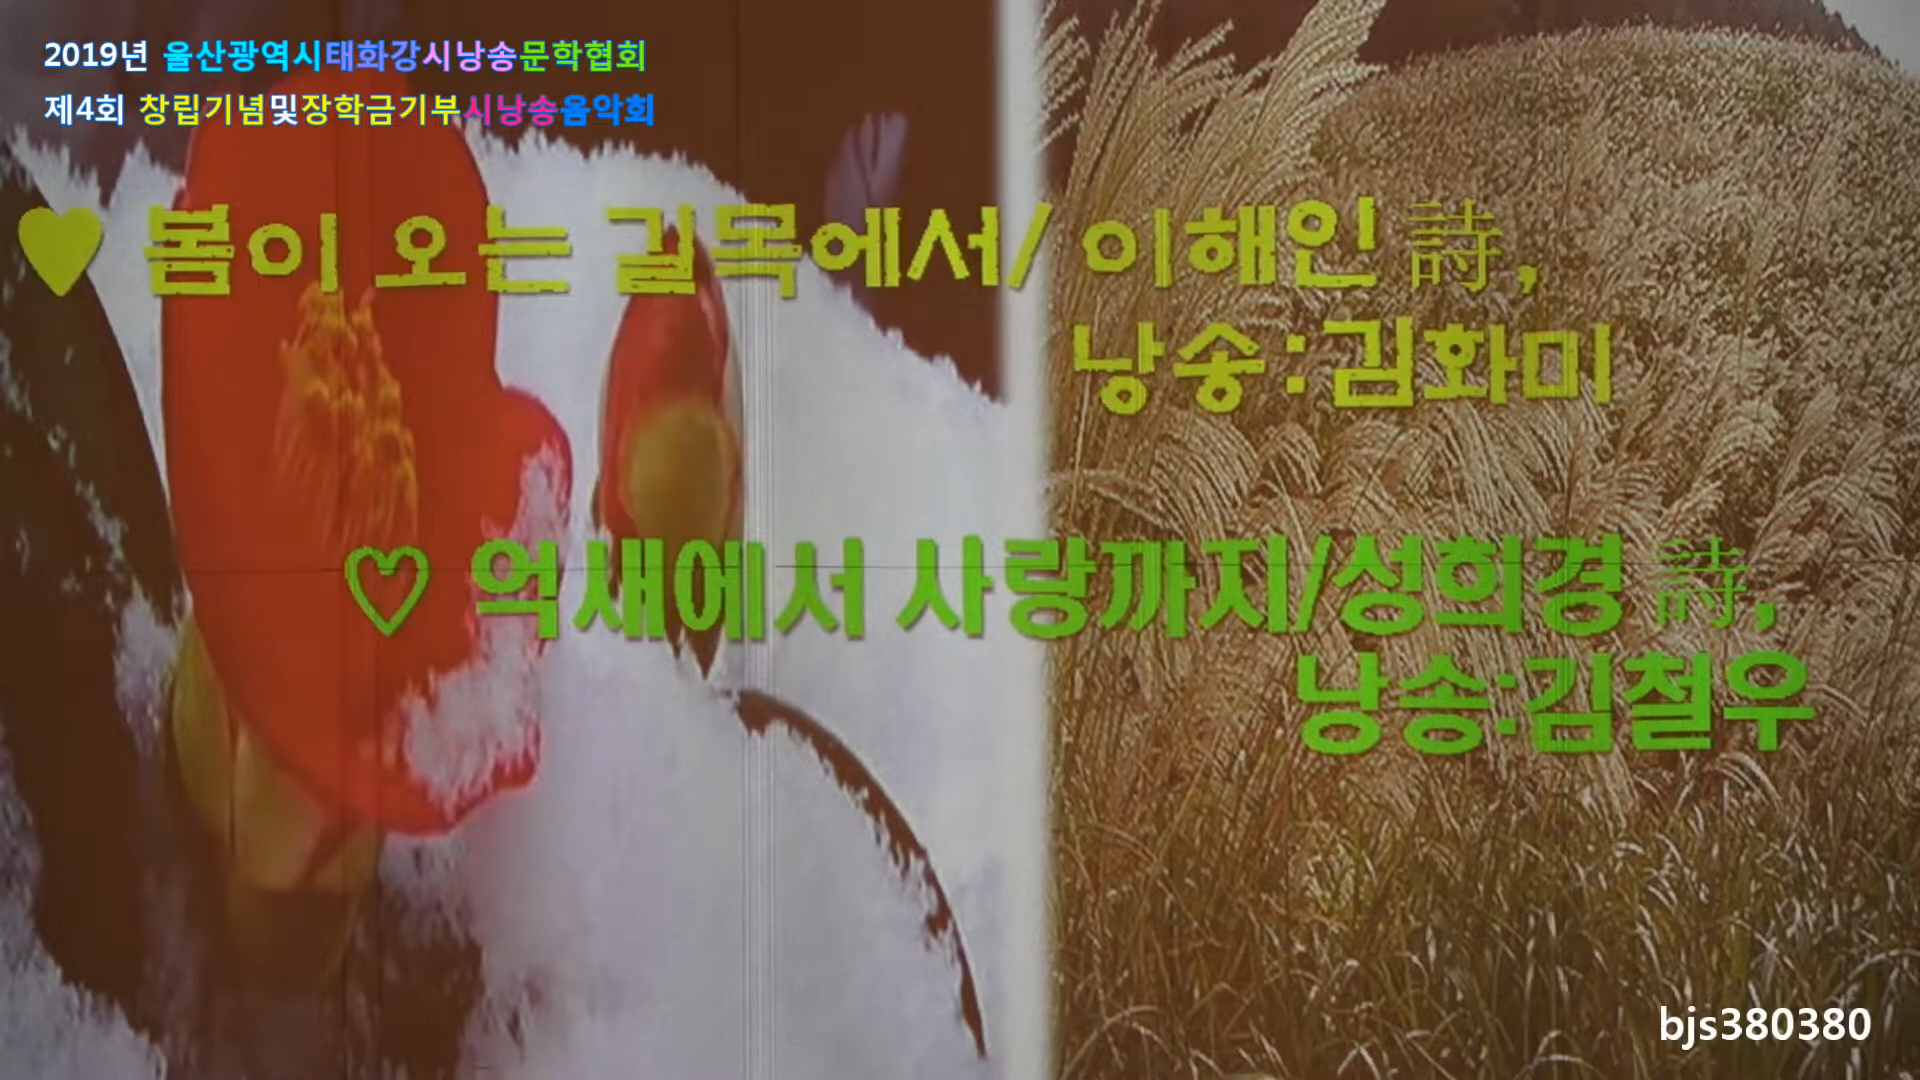 2019년 울산광역시태화강시낭송문학협회
제4회 창립기념및장학금기부시낭송음악회
♥ 봄이 오는 길목에서/ 이해인 詩,
낭송:김화미
♡ 억새에서 사랑까지/성희경 詩,
낭송:김철우
bjs380380